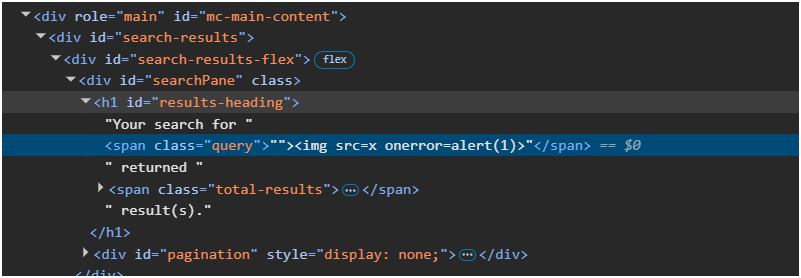 <div role="main" id="mc-main-content">
<div id="search-results">
<div id="search-results-flex"> flex
<div id="searchPane" class>
<h1 id="results-heading">
"Your search for "
<span class="query">""><img src=x onerror=alert(1)>"</span> == $0
" returned "
<span class="total-results">…</span>
" result(s)."
</h1>
<div id="pagination" style="display: none;">…</div>
</div>